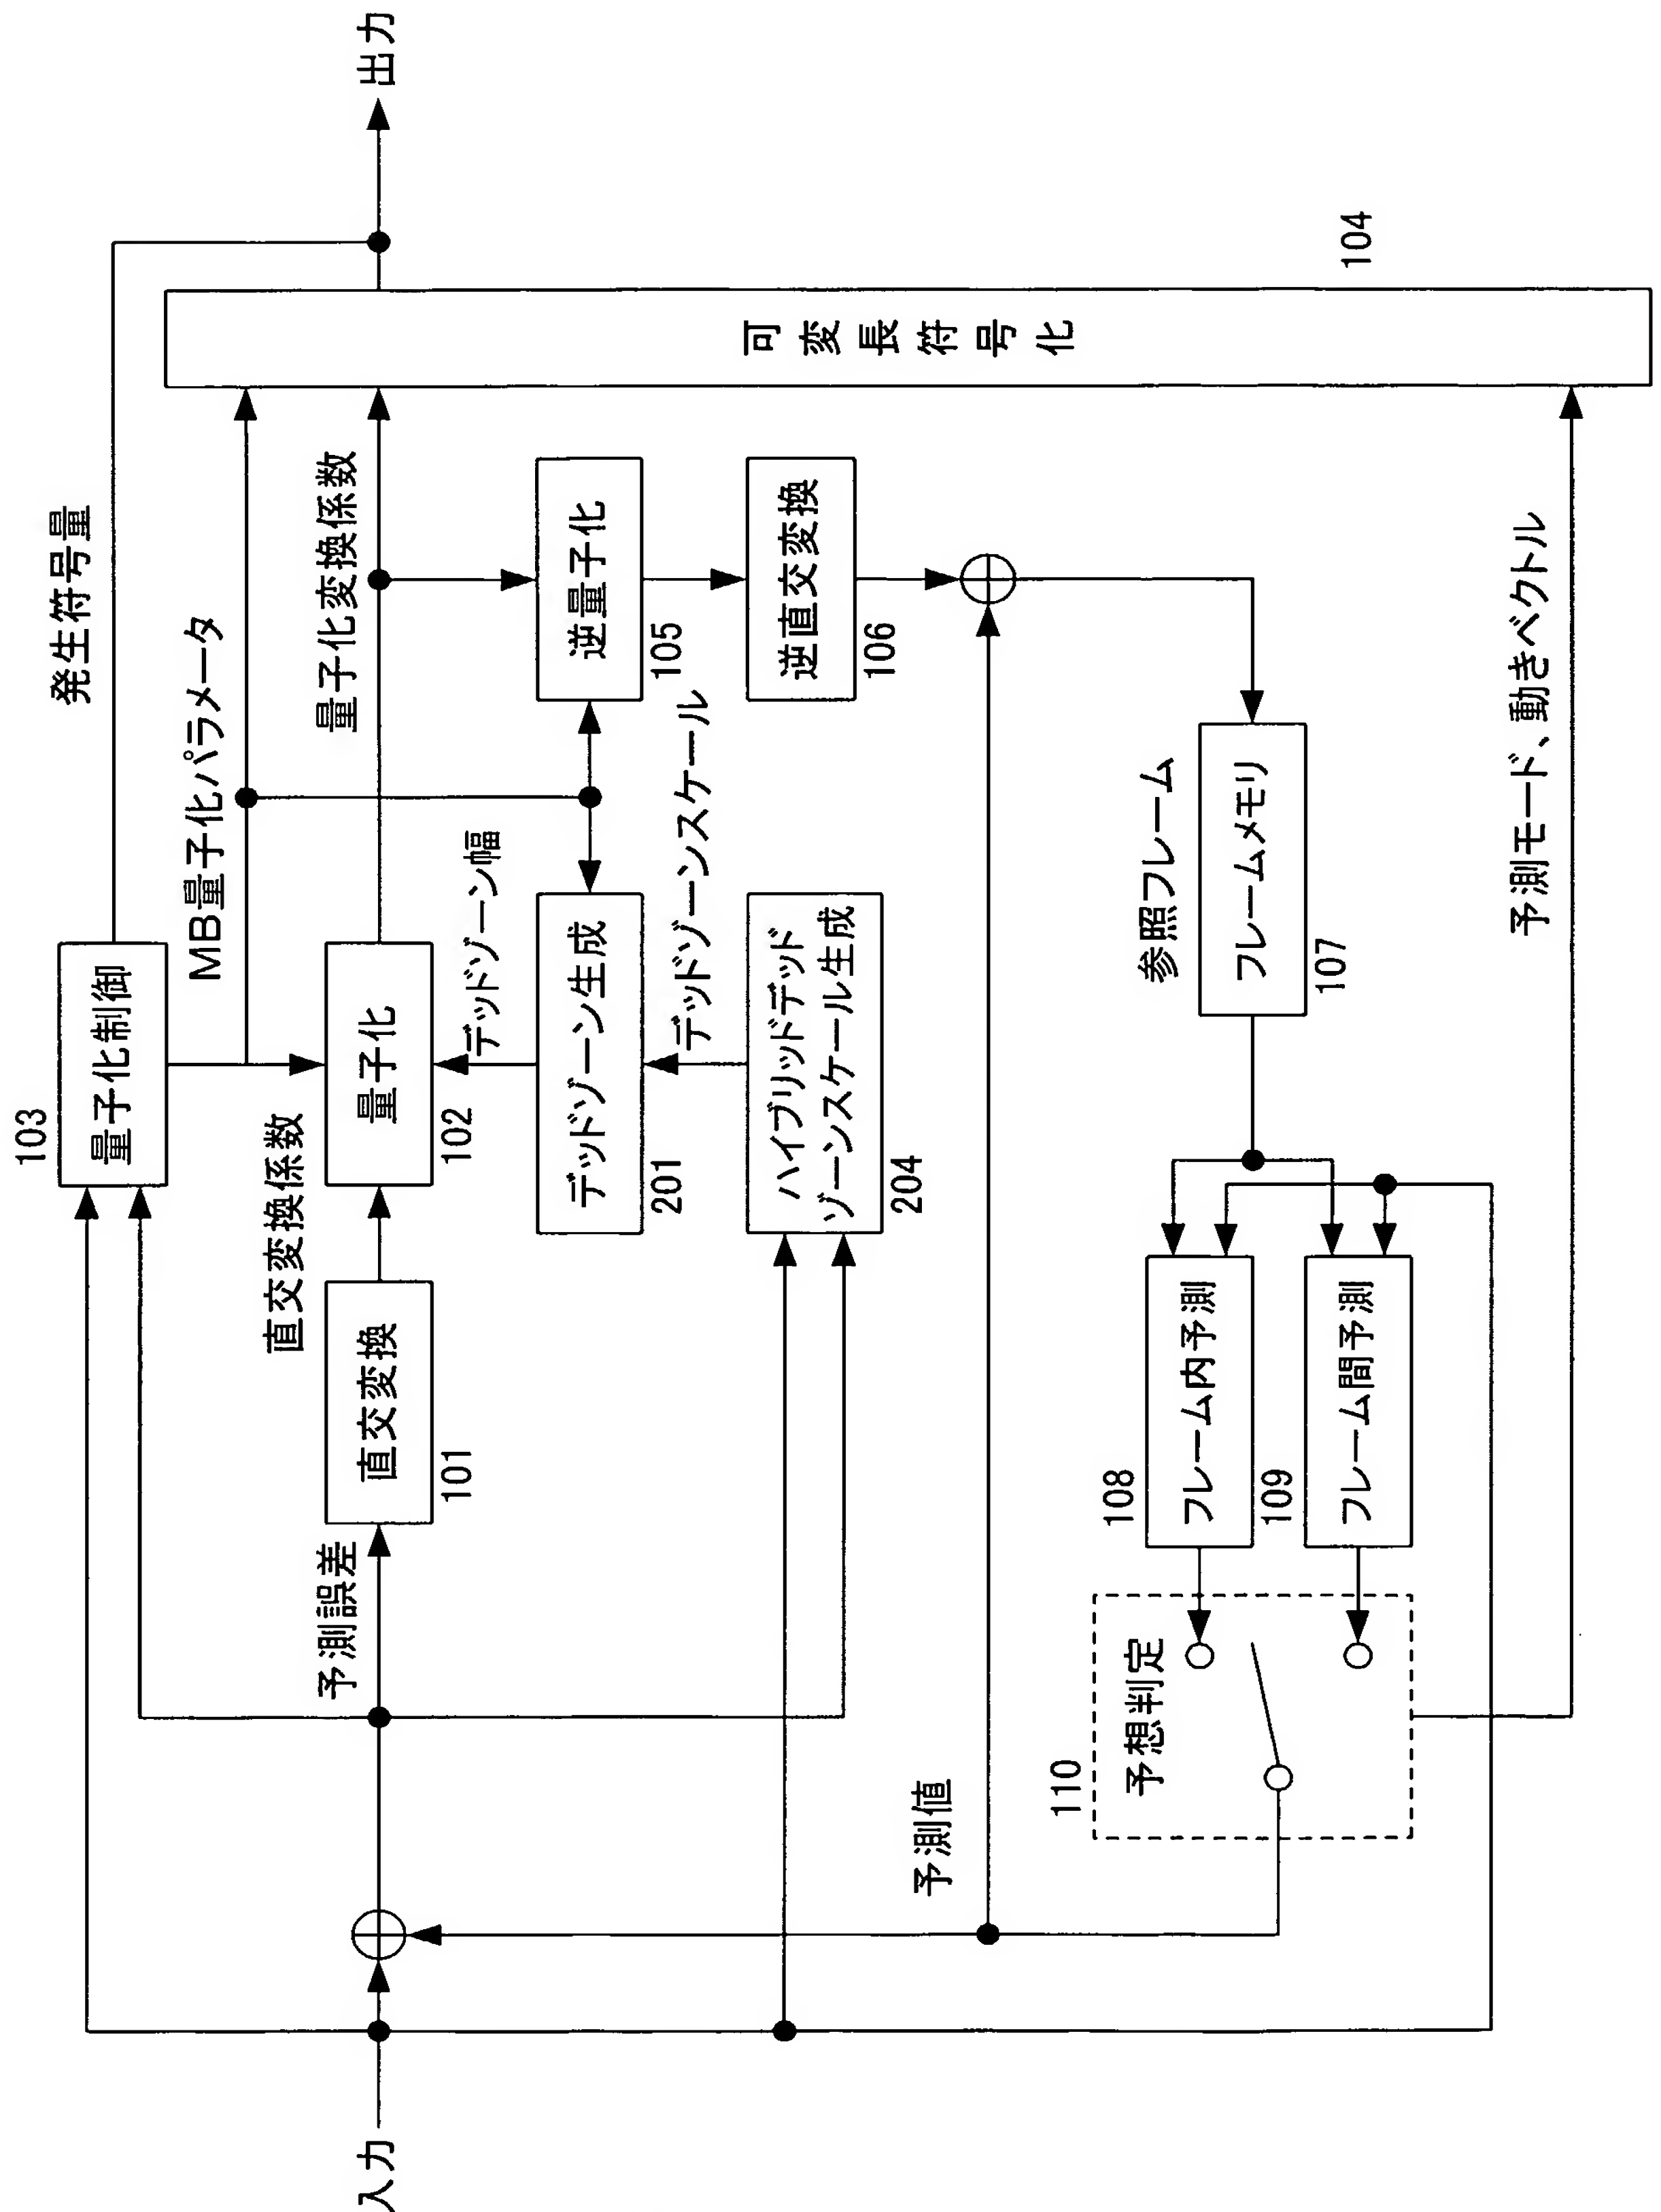 発生符号量
103
量子化制御
MB量子化パラメータ
入力
予測誤差
直交変換
101
直交変換係数
量子化
102
量子化変換係数
出力
デッドゾーン幅
デッドゾーン生成
201
逆量子化
105
デッドゾーンスケール
ハイブリッドデッド
ゾーンスケール生成
204
逆直交変換
106
可変長符号化
104
予測値
110
予想判定
108
フレーム内予測
109
フレーム間予測
参照フレーム
フレームメモリ
107
予測モード、動きベクトル